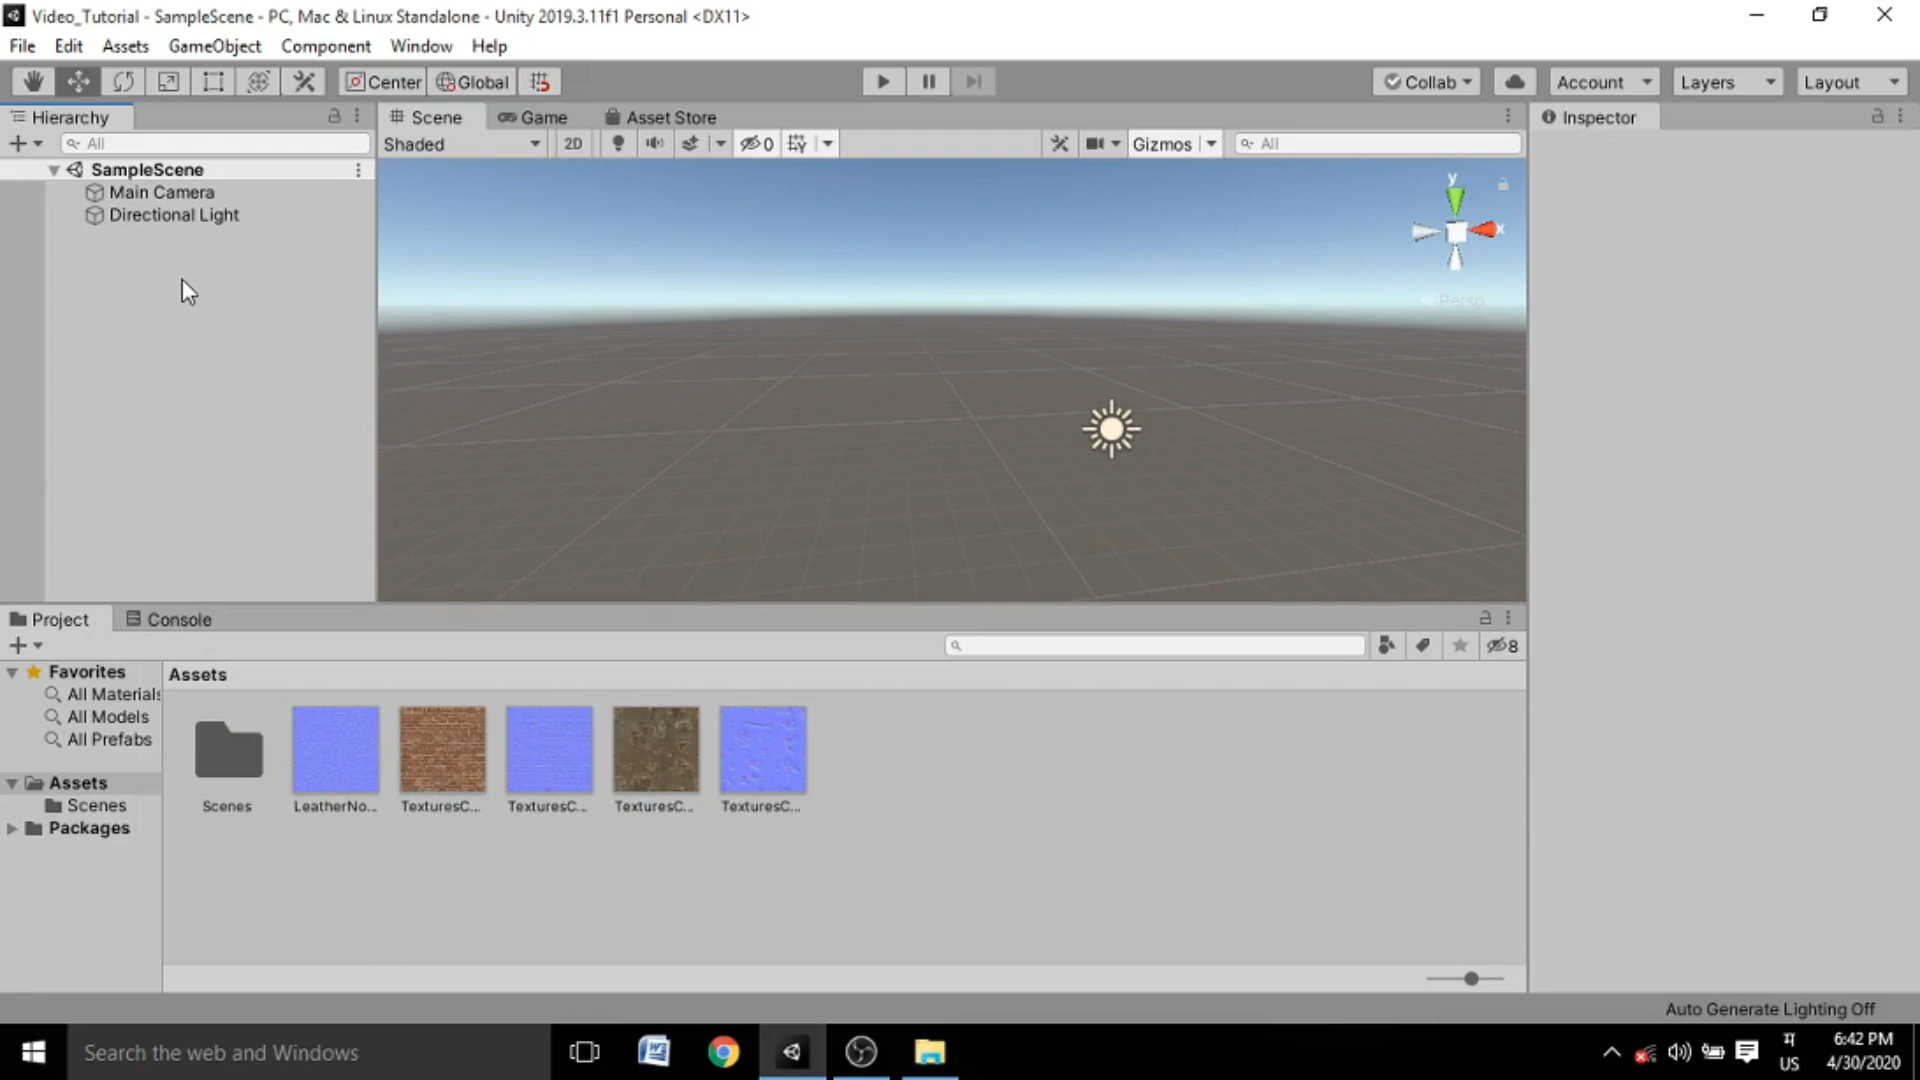 Video_Tutorial - SampleScene - PC, Mac & Linux Standalone - Unity 2019.3.11f1 Personal <DX11>
File Edit Assets GameObject Component Window Help
Center Global Collab Account Layers Layout
Hierarchy Scene Game Asset Store Inspector
All Shaded 2D 0 Gizmos All
SampleScene
Main Camera
Directional Light
y
x
Persp
Project Console
8
Favorites
All Materials
All Models
All Prefabs
Assets
Scenes
Packages
Assets
Scenes LeatherNo... TexturesC... TexturesC... TexturesC... TexturesC...
Auto Generate Lighting Off
Search the web and Windows
US
6:42 PM
4/30/2020